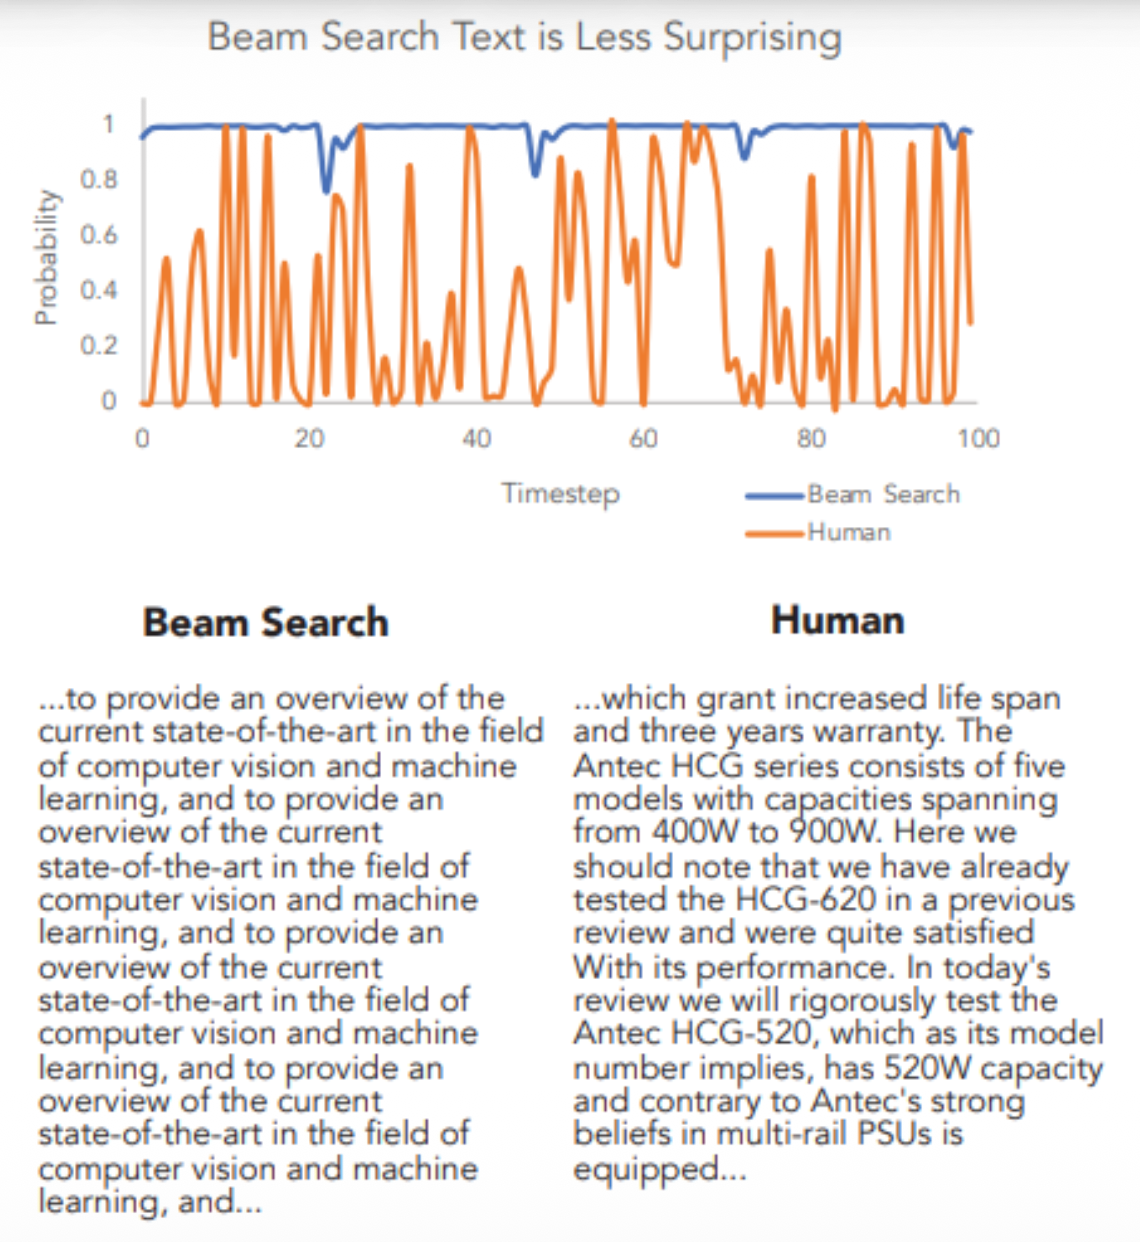 Beam Search Text is Less Surprising
1
0.8
0.6
0.4
0.2
0
Probability
0
20
40
60
80
100
Timestep
Beam Search
Human
Beam Search
...to provide an overview of the
current state-of-the-art in the field
of computer vision and machine
learning, and to provide an
overview of the current
state-of-the-art in the field of
computer vision and machine
learning, and to provide an
overview of the current
state-of-the-art in the field of
computer vision and machine
learning, and to provide an
overview of the current
state-of-the-art in the field of
computer vision and machine
learning, and...
Human
...which grant increased life span
and three years warranty. The
Antec HCG series consists of five
models with capacities spanning
from 400W to 900W. Here we
should note that we have already
tested the HCG-620 in a previous
review and were quite satisfied
With its performance. In today's
review we will rigorously test the
Antec HCG-520, which as its model
number implies, has 520W capacity
and contrary to Antec's strong
beliefs in multi-rail PSUs is
equipped...